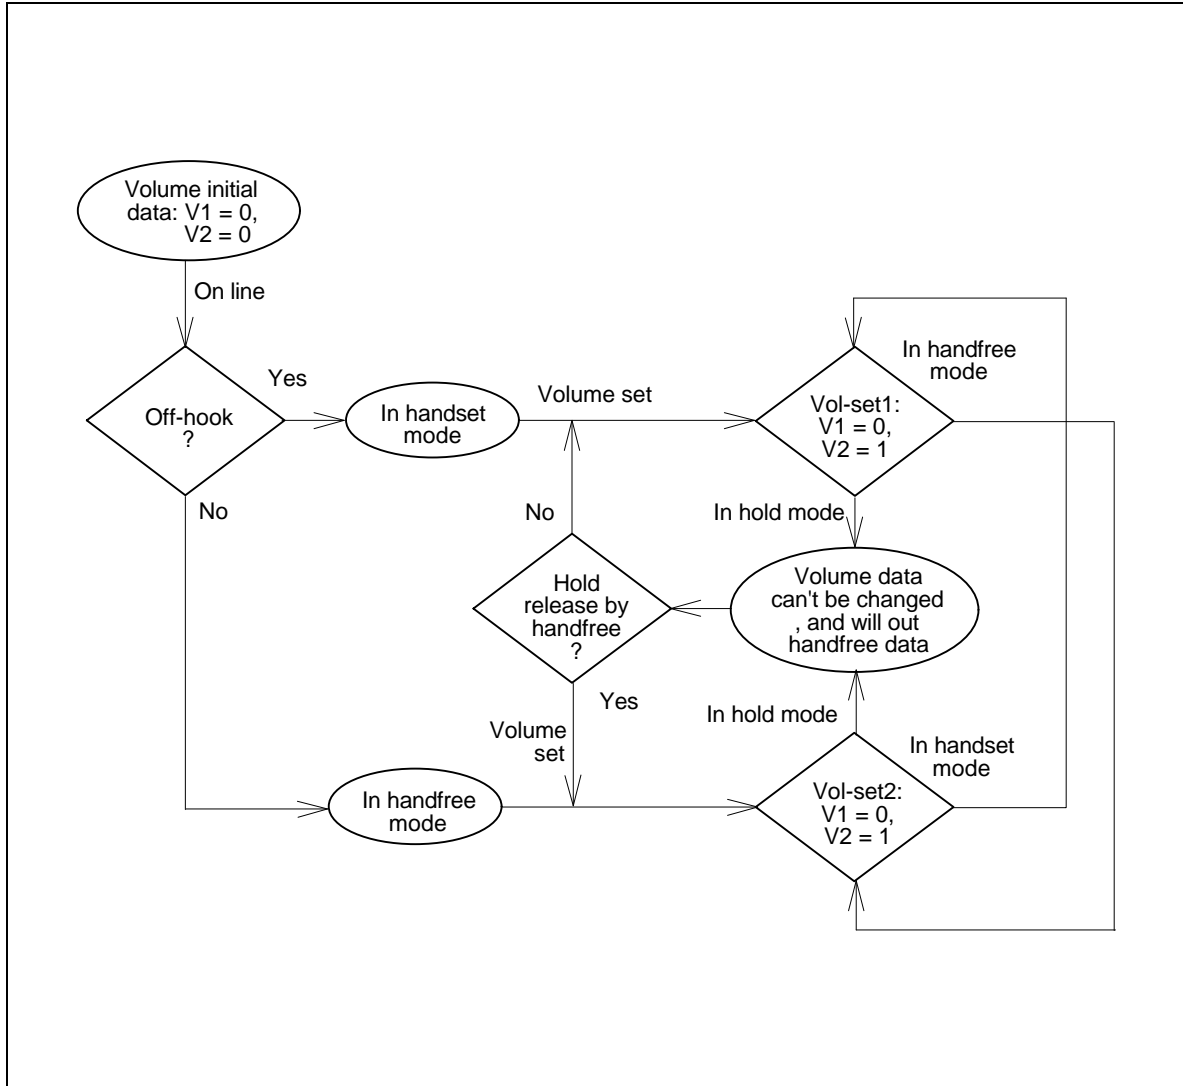 Volume initial
data: V1 = 0,
V2 = 0
On line
Off-hook
?
Yes
No
In handset
mode
Volume set
Vol-set1:
V1 = 0,
V2 = 1
In handfree
mode
In hold mode
No
Hold
release by
handfree
?
Volume data
can't be changed
, and will out
handfree data
Yes
Volume
set
In hold mode
In handset
mode
In handfree
mode
Vol-set2:
V1 = 0,
V2 = 1